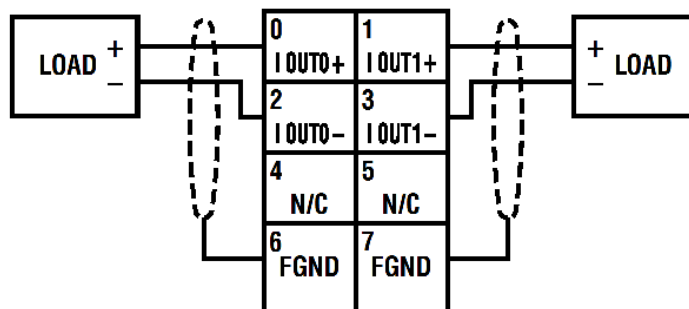 0 1
LOAD + IOUT0+ IOUT1+ + LOAD
− −
2 3
IOUT0− IOUT1−
4 5
N/C N/C
6 7
FGND FGND